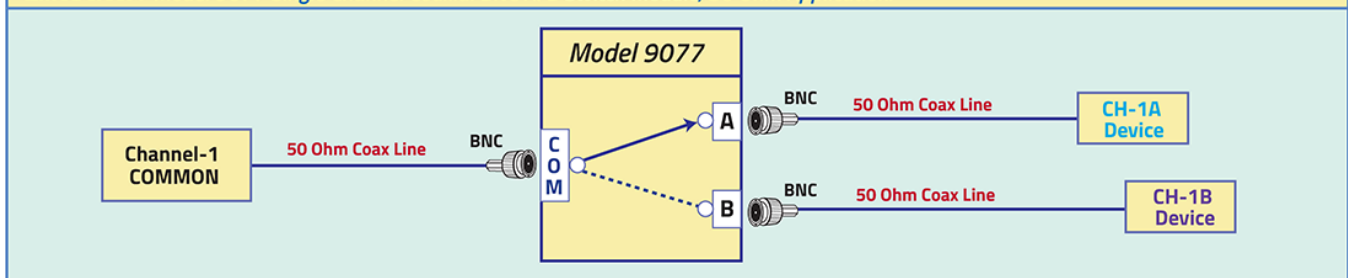 Model 9077
BNC
50 Ohm Coax Line
CH-1A
Device
A
Channel-1
COMMON
50 Ohm Coax Line
BNC
COM
B
BNC
50 Ohm Coax Line
CH-1B
Device